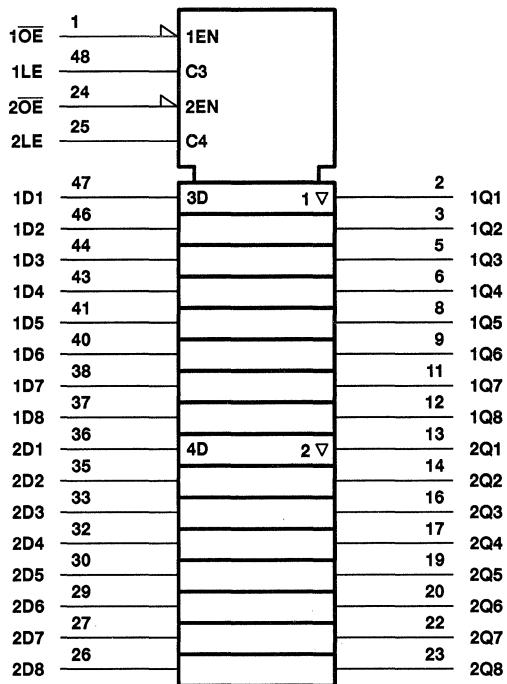 1O̅E̅ 1 1EN
1LE 48 C3
2O̅E̅ 24 2EN
2LE 25 C4
1D1 47 3D 1 ▽ 2 1Q1
1D2 46 3 1Q2
1D3 44 5 1Q3
1D4 43 6 1Q4
1D5 41 8 1Q5
1D6 40 9 1Q6
1D7 38 11 1Q7
1D8 37 12 1Q8
2D1 36 4D 2 ▽ 13 2Q1
2D2 35 14 2Q2
2D3 33 16 2Q3
2D4 32 17 2Q4
2D5 30 19 2Q5
2D6 29 20 2Q6
2D7 27 22 2Q7
2D8 26 23 2Q8